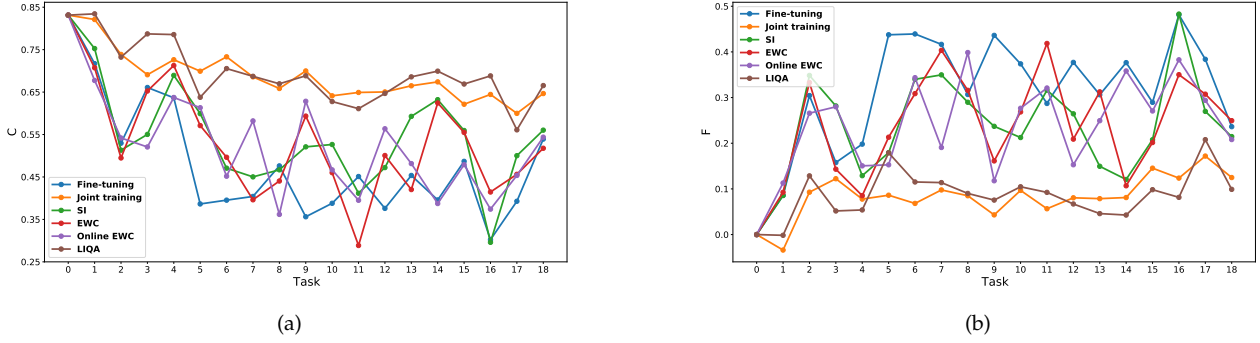 0.85
0.75
0.65
0.55
0.45
0.35
0.25
C
Fine-tuning
Joint training
SI
EWC
Online EWC
LIQA
0 1 2 3 4 5 6 7 8 9 10 11 12 13 14 15 16 17 18
Task
(a)
0.5
0.4
0.3
0.2
0.1
0.0
F
Fine-tuning
Joint training
SI
EWC
Online EWC
LIQA
0 1 2 3 4 5 6 7 8 9 10 11 12 13 14 15 16 17 18
Task
(b)